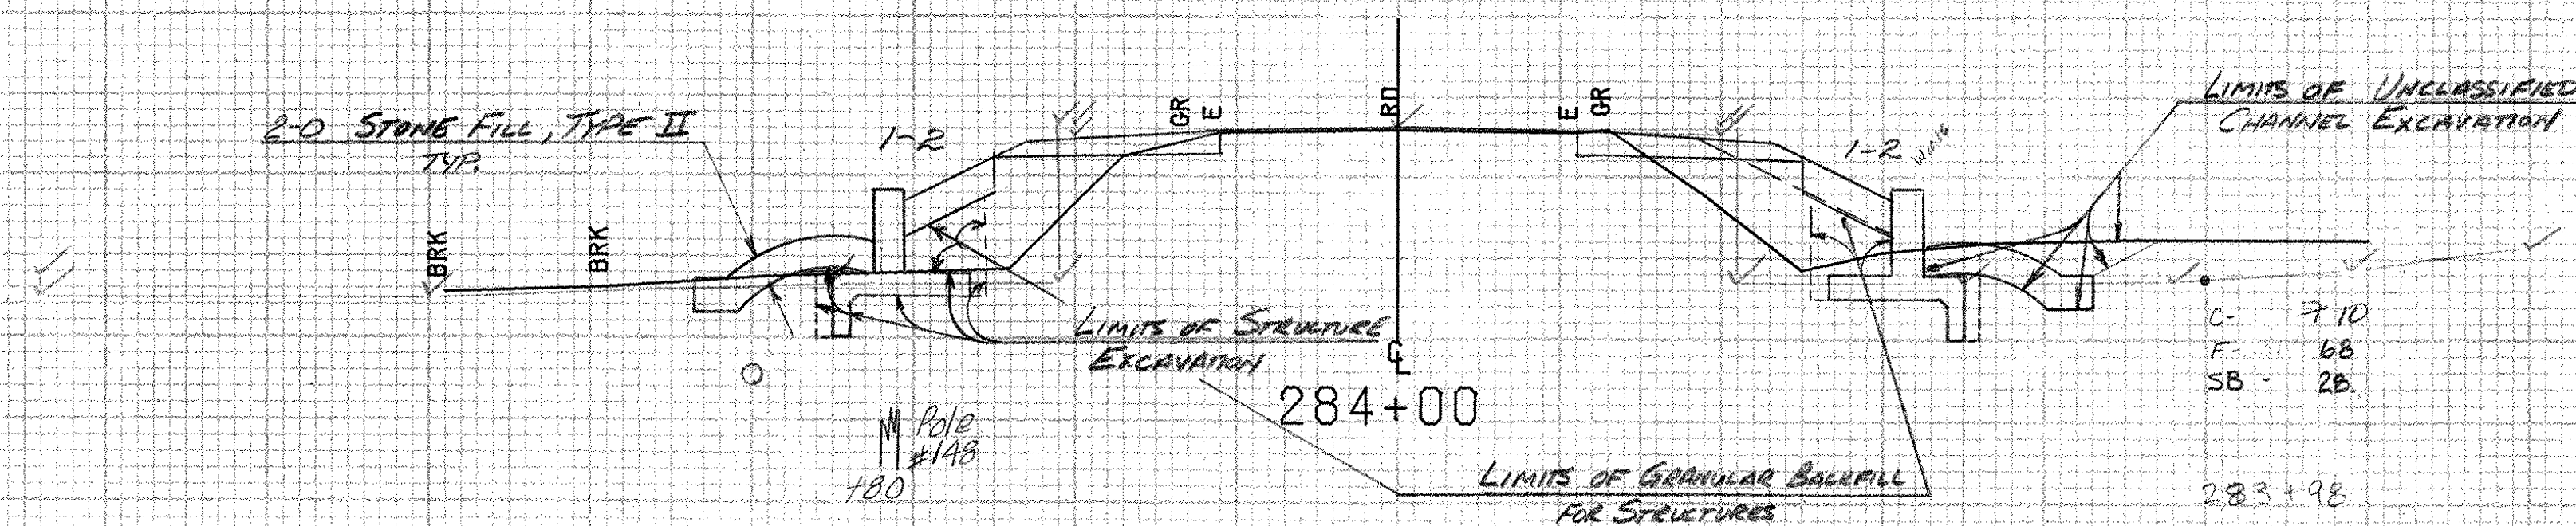 2-0 STONE FILL, TYPE II
TYP.
BRK
BRK
1-2
GR
E
RD
E
GR
1-2 WING
LIMITS OF UNCLASSIFIED
CHANNEL EXCAVATION
LIMITS OF STRUCTURE
EXCAVATION
CL
284+00
C- 710
F- 68
SB - 28.
Pole
#148
+80
LIMITS OF GRANULAR BACKFILL
FOR STRUCTURES
283+98